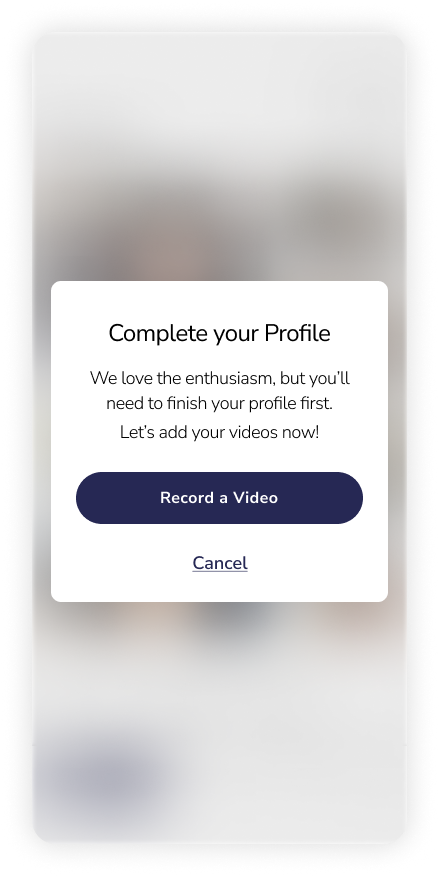 Complete your Profile
We love the enthusiasm, but you’ll
need to finish your profile first.
Let’s add your videos now!
Record a Video
Cancel